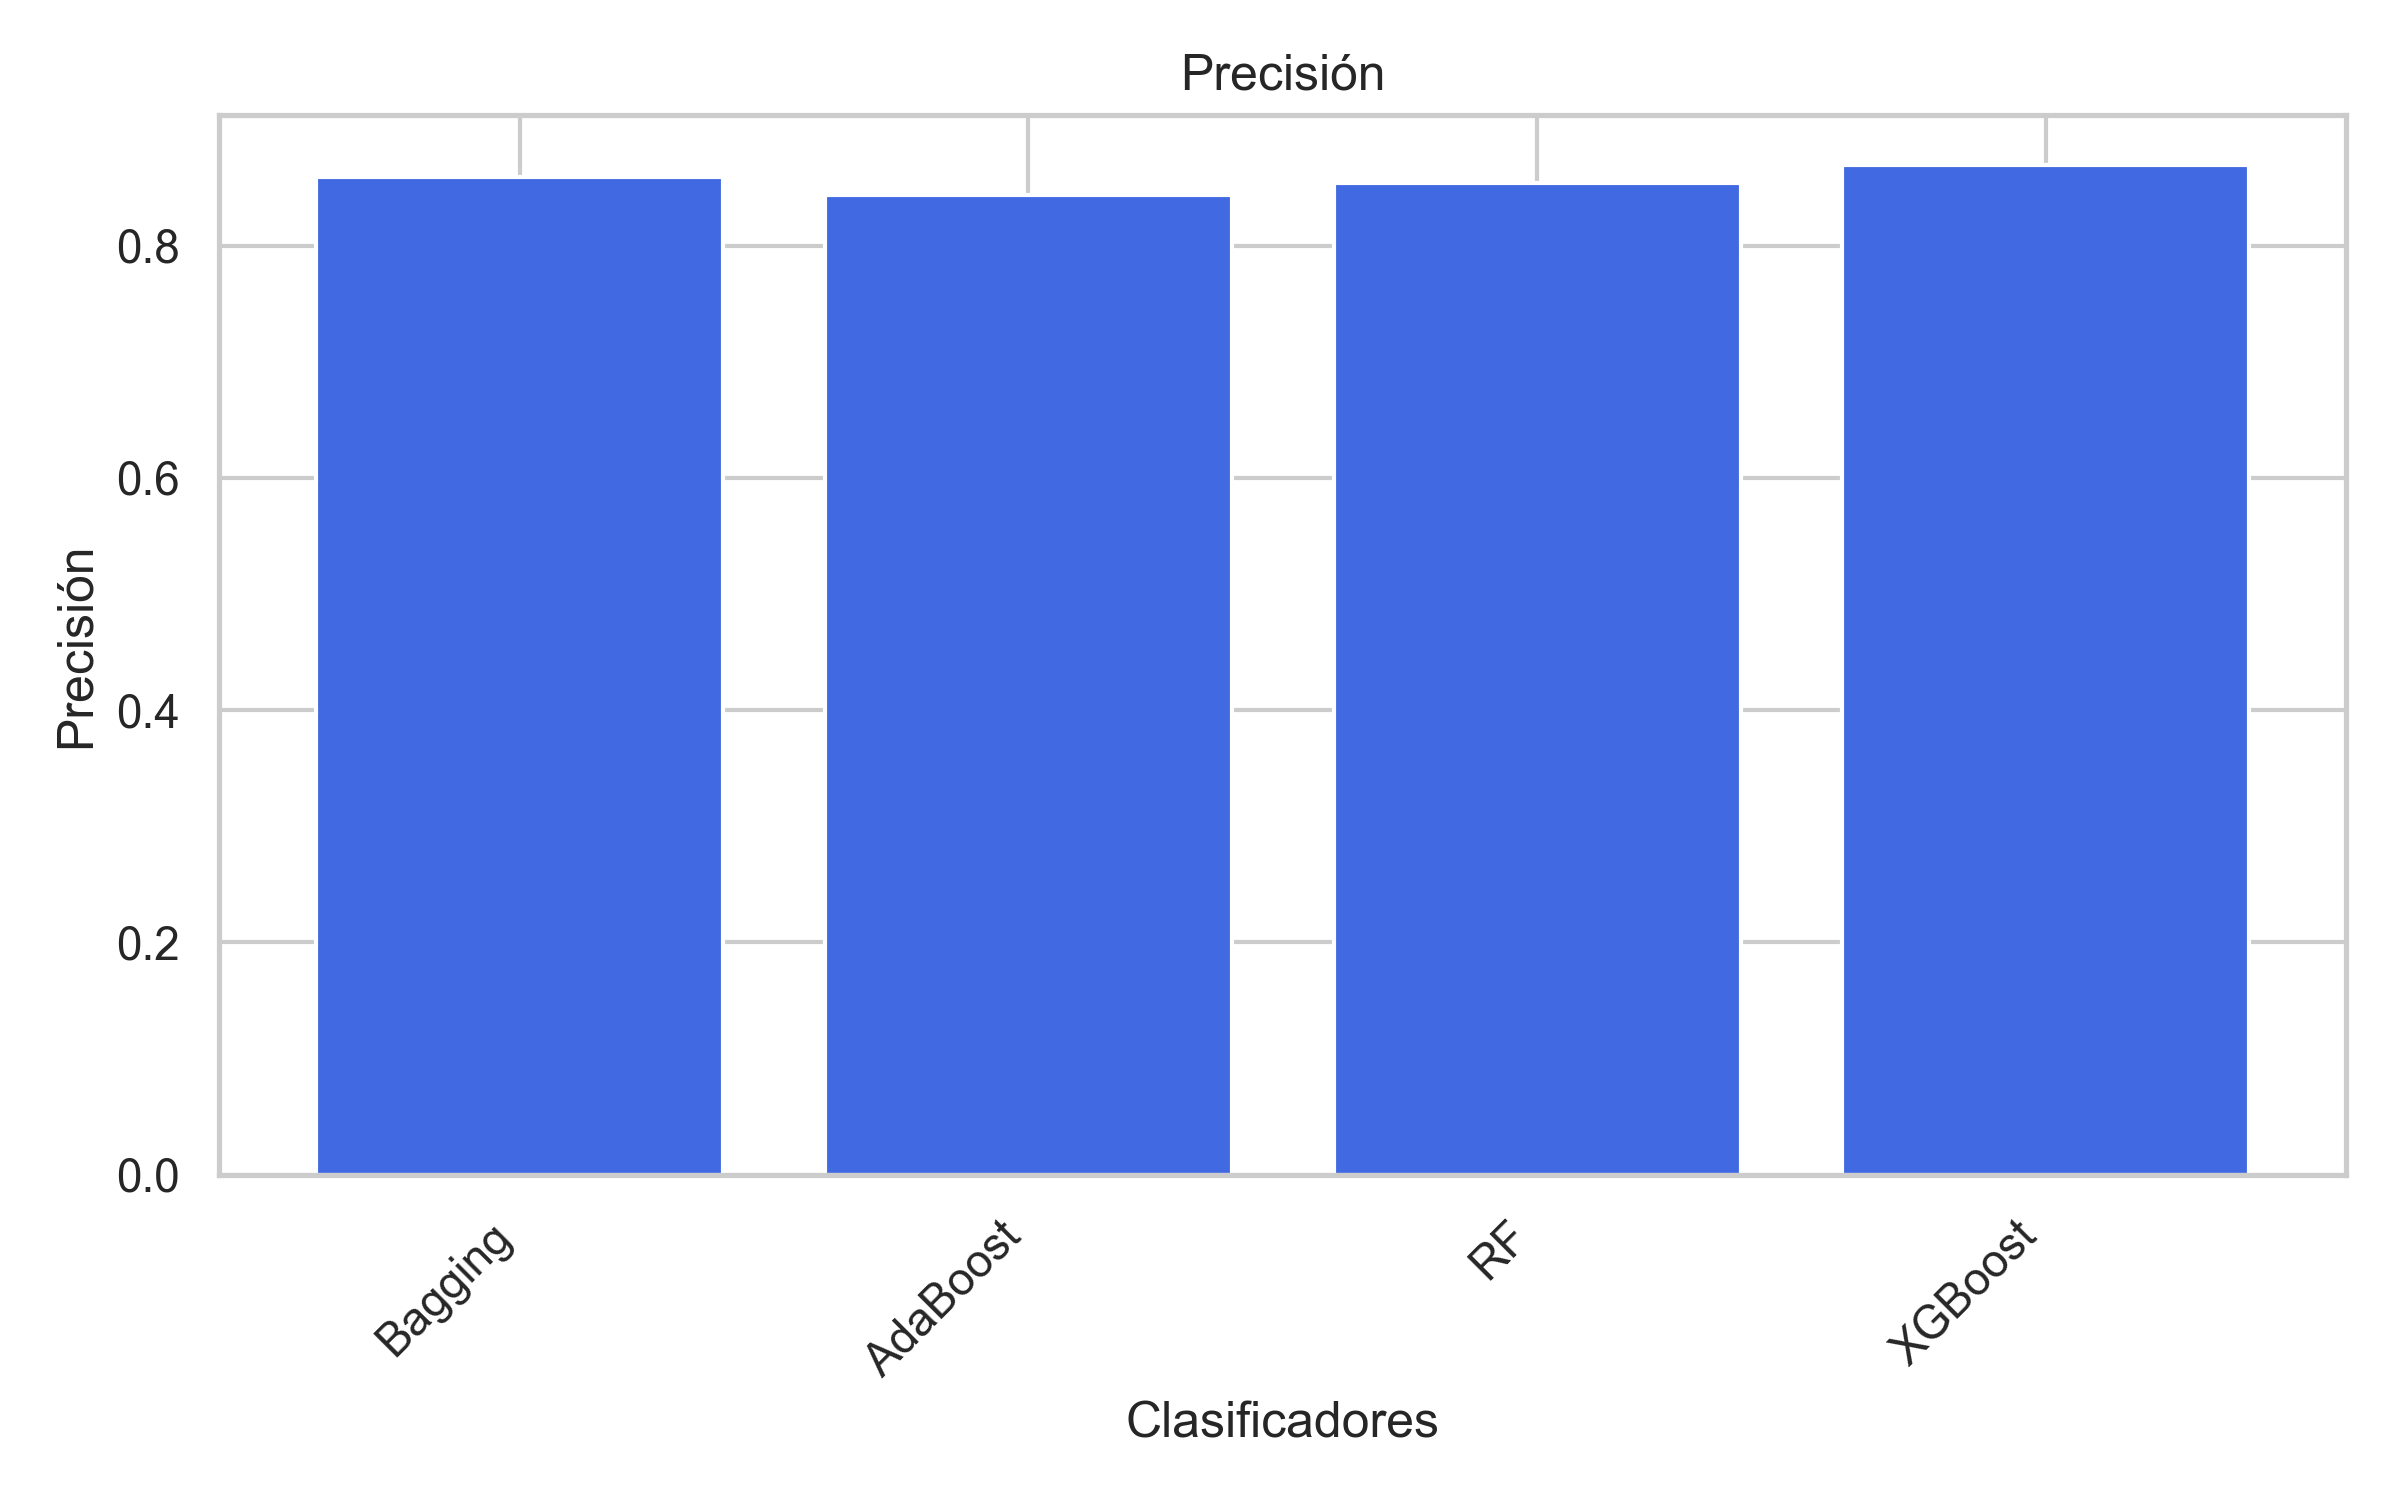 Precisión
0.8
0.6
0.4
0.2
0.0
Precisión
Bagging
AdaBoost
RF
XGBoost
Clasificadores